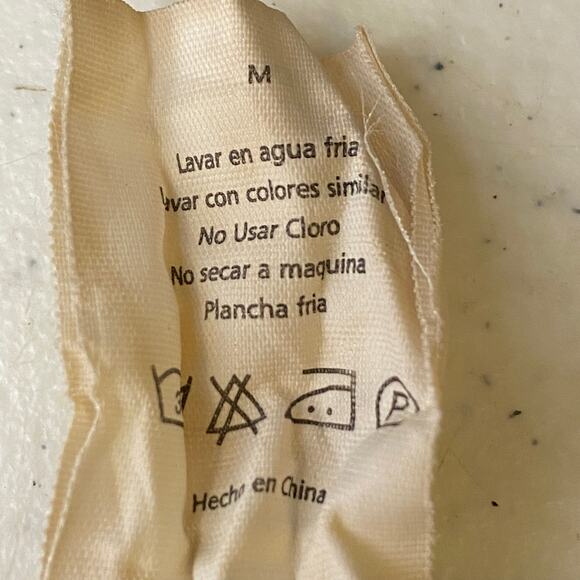 M
Lavar en agua fria
Lavar con colores similar
No Usar Cloro
No secar a maquina
Plancha fria
P
Hecho en China